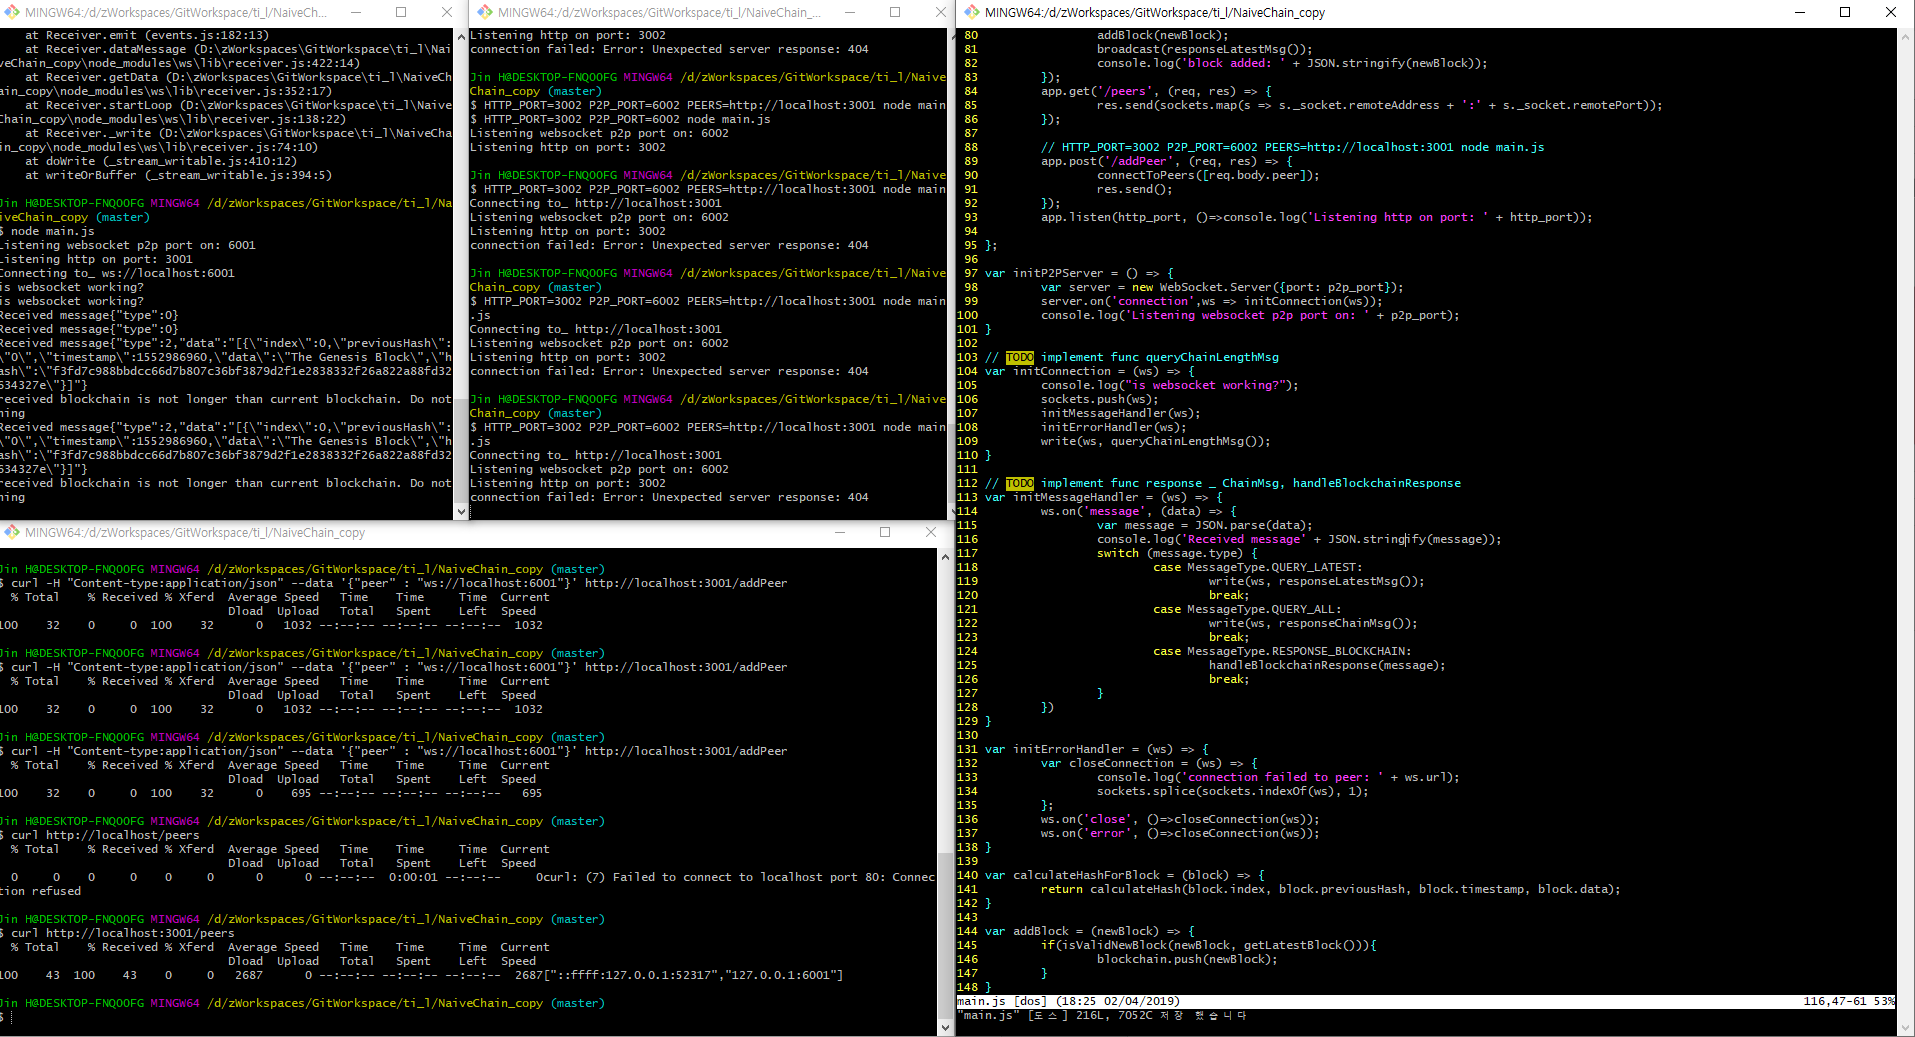 MINGW64:/d/zWorkspaces/GitWorkspace/ti_l/NaiveCh...
    at Receiver.emit (events.js:182:13)
    at Receiver.dataMessage (D:\zWorkspaces\GitWorkspace\ti_l\Nai
veChain_copy\node_modules\ws\lib\receiver.js:422:14)
    at Receiver.getData (D:\zWorkspaces\GitWorkspace\ti_l\NaiveCh
ain_copy\node_modules\ws\lib\receiver.js:352:17)
    at Receiver.startLoop (D:\zWorkspaces\GitWorkspace\ti_l\Naive
Chain_copy\node_modules\ws\lib\receiver.js:138:22)
    at Receiver._write (D:\zWorkspaces\GitWorkspace\ti_l\NaiveCha
in_copy\node_modules\ws\lib\receiver.js:74:10)
    at doWrite (_stream_writable.js:410:12)
    at writeOrBuffer (_stream_writable.js:394:5)
Jin H@DESKTOP-FNQOOFG MINGW64 /d/zWorkspaces/GitWorkspace/ti_l/Na
iveChain_copy (master)
$ node main.js
Listening websocket p2p port on: 6001
Listening http on port: 3001
Connecting to_ ws://localhost:6001
is websocket working?
is websocket working?
Received message{"type":0}
Received message{"type":0}
Received message{"type":2,"data":"[{\"index\":0,\"previousHash\":
\"0\",\"timestamp\":1552986960,\"data\":\"The Genesis Block\",\"h
ash\":\"f3fd7c988bbdcc66d7b807c36bf3879d2f1e2838332f26a822a88fd32
634327e\"}]"}
received blockchain is not longer than current blockchain. Do not
hing
Received message{"type":2,"data":"[{\"index\":0,\"previousHash\":
\"0\",\"timestamp\":1552986960,\"data\":\"The Genesis Block\",\"h
ash\":\"f3fd7c988bbdcc66d7b807c36bf3879d2f1e2838332f26a822a88fd32
634327e\"}]"}
received blockchain is not longer than current blockchain. Do not
hing
MINGW64:/d/zWorkspaces/GitWorkspace/ti_l/NaiveChain_...
Listening http on port: 3002
connection failed: Error: Unexpected server response: 404
Jin H@DESKTOP-FNQOOFG MINGW64 /d/zWorkspaces/GitWorkspace/ti_l/Naive
Chain_copy (master)
$ HTTP_PORT=3002 P2P_PORT=6002 PEERS=http://localhost:3001 node main
$ HTTP_PORT=3002 P2P_PORT=6002 node main.js
Listening websocket p2p port on: 6002
Listening http on port: 3002
Jin H@DESKTOP-FNQOOFG MINGW64 /d/zWorkspaces/GitWorkspace/ti_l/Naive
$ HTTP_PORT=3002 P2P_PORT=6002 PEERS=http://localhost:3001 node main
Connecting to_ http://localhost:3001
Listening websocket p2p port on: 6002
Listening http on port: 3002
connection failed: Error: Unexpected server response: 404
Jin H@DESKTOP-FNQOOFG MINGW64 /d/zWorkspaces/GitWorkspace/ti_l/Naive
Chain_copy (master)
$ HTTP_PORT=3002 P2P_PORT=6002 PEERS=http://localhost:3001 node main
.js
Connecting to_ http://localhost:3001
Listening websocket p2p port on: 6002
Listening http on port: 3002
connection failed: Error: Unexpected server response: 404
Jin H@DESKTOP-FNQOOFG MINGW64 /d/zWorkspaces/GitWorkspace/ti_l/Naive
Chain_copy (master)
$ HTTP_PORT=3002 P2P_PORT=6002 PEERS=http://localhost:3001 node main
.js
Connecting to_ http://localhost:3001
Listening websocket p2p port on: 6002
Listening http on port: 3002
connection failed: Error: Unexpected server response: 404
MINGW64:/d/zWorkspaces/GitWorkspace/ti_l/NaiveChain_copy
Jin H@DESKTOP-FNQOOFG MINGW64 /d/zWorkspaces/GitWorkspace/ti_l/NaiveChain_copy (master)
$ curl -H "Content-type:application/json" --data '{"peer" : "ws://localhost:6001"}' http://localhost:3001/addPeer
  % Total    % Received % Xferd  Average Speed   Time    Time     Time  Current
                                 Dload  Upload   Total   Spent    Left  Speed
100    32    0     0  100    32      0   1032 --:--:-- --:--:-- --:--:--  1032
Jin H@DESKTOP-FNQOOFG MINGW64 /d/zWorkspaces/GitWorkspace/ti_l/NaiveChain_copy (master)
$ curl -H "Content-type:application/json" --data '{"peer" : "ws://localhost:6001"}' http://localhost:3001/addPeer
  % Total    % Received % Xferd  Average Speed   Time    Time     Time  Current
                                 Dload  Upload   Total   Spent    Left  Speed
100    32    0     0  100    32      0   1032 --:--:-- --:--:-- --:--:--  1032
Jin H@DESKTOP-FNQOOFG MINGW64 /d/zWorkspaces/GitWorkspace/ti_l/NaiveChain_copy (master)
$ curl -H "Content-type:application/json" --data '{"peer" : "ws://localhost:6001"}' http://localhost:3001/addPeer
  % Total    % Received % Xferd  Average Speed   Time    Time     Time  Current
                                 Dload  Upload   Total   Spent    Left  Speed
100    32    0     0  100    32      0    695 --:--:-- --:--:-- --:--:--   695
Jin H@DESKTOP-FNQOOFG MINGW64 /d/zWorkspaces/GitWorkspace/ti_l/NaiveChain_copy (master)
$ curl http://localhost/peers
  % Total    % Received % Xferd  Average Speed   Time    Time     Time  Current
                                 Dload  Upload   Total   Spent    Left  Speed
  0     0    0     0    0     0      0      0 --:--:--  0:00:01 --:--:--     0curl: (7) Failed to connect to localhost port 80: Connec
tion refused
Jin H@DESKTOP-FNQOOFG MINGW64 /d/zWorkspaces/GitWorkspace/ti_l/NaiveChain_copy (master)
$ curl http://localhost:3001/peers
  % Total    % Received % Xferd  Average Speed   Time    Time     Time  Current
                                 Dload  Upload   Total   Spent    Left  Speed
100    43  100    43    0     0   2687      0 --:--:-- --:--:-- --:--:--  2687["::ffff:127.0.0.1:52317","127.0.0.1:6001"]
Jin H@DESKTOP-FNQOOFG MINGW64 /d/zWorkspaces/GitWorkspace/ti_l/NaiveChain_copy (master)
$
MINGW64:/d/zWorkspaces/GitWorkspace/ti_l/NaiveChain_copy
80                 addBlock(newBlock);
81                 broadcast(responseLatestMsg());
82                 console.log('block added: ' + JSON.stringify(newBlock));
83         });
84         app.get('/peers', (req, res) => {
85                 res.send(sockets.map(s => s._socket.remoteAddress + ':' + s._socket.remotePort));
86         });
87
88         // HTTP_PORT=3002 P2P_PORT=6002 PEERS=http://localhost:3001 node main.js
89         app.post('/addPeer', (req, res) => {
90                 connectToPeers([req.body.peer]);
91                 res.send();
92         });
93         app.listen(http_port, ()=>console.log('Listening http on port: ' + http_port));
94
95 };
96
97 var initP2PServer = () => {
98         var server = new WebSocket.Server({port: p2p_port});
99         server.on('connection',ws => initConnection(ws));
100         console.log('Listening websocket p2p port on: ' + p2p_port);
101 }
102
103 // TODO implement func queryChainLengthMsg
104 var initConnection = (ws) => {
105         console.log("is websocket working?");
106         sockets.push(ws);
107         initMessageHandler(ws);
108         initErrorHandler(ws);
109         write(ws, queryChainLengthMsg());
110 }
111
112 // TODO implement func response _ ChainMsg, handleBlockchainResponse
113 var initMessageHandler = (ws) => {
114         ws.on('message', (data) => {
115                 var message = JSON.parse(data);
116                 console.log('Received message' + JSON.stringify(message));
117                 switch (message.type) {
118                         case MessageType.QUERY_LATEST:
119                                 write(ws, responseLatestMsg());
120                                 break;
121                         case MessageType.QUERY_ALL:
122                                 write(ws, responseChainMsg());
123                                 break;
124                         case MessageType.RESPONSE_BLOCKCHAIN:
125                                 handleBlockchainResponse(message);
126                                 break;
127                 }
128         })
129 }
130
131 var initErrorHandler = (ws) => {
132         var closeConnection = (ws) => {
133                 console.log('connection failed to peer: ' + ws.url);
134                 sockets.splice(sockets.indexOf(ws), 1);
135         };
136         ws.on('close', ()=>closeConnection(ws));
137         ws.on('error', ()=>closeConnection(ws));
138 }
139
140 var calculateHashForBlock = (block) => {
141         return calculateHash(block.index, block.previousHash, block.timestamp, block.data);
142 }
143
144 var addBlock = (newBlock) => {
145         if(isValidNewBlock(newBlock, getLatestBlock())){
146                 blockchain.push(newBlock);
147         }
148 }
main.js [dos] (18:25 02/04/2019) 116,47-61 53%
"main.js" [도스] 216L, 7052C 저장 했습니다